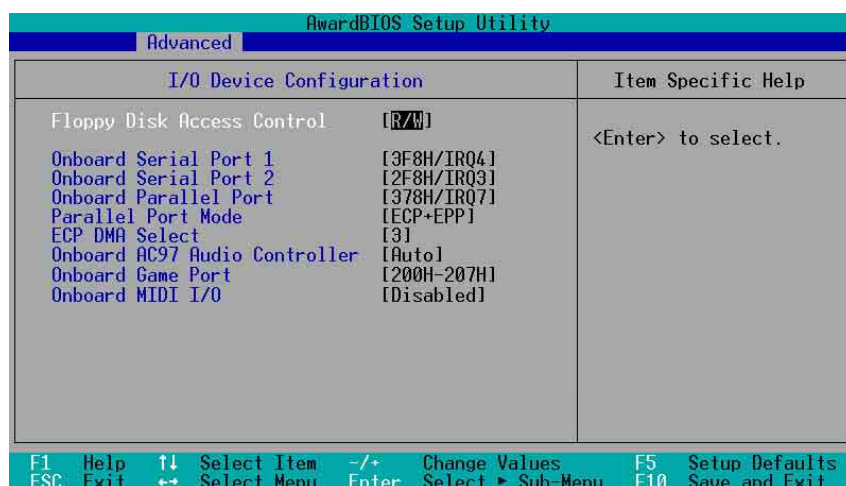 AwardBIOS Setup Utility
Advanced
I/O Device Configuration
Item Specific Help
Floppy Disk Access Control [R/W]
<Enter> to select.
Onboard Serial Port 1 [3F8H/IRQ4]
Onboard Serial Port 2 [2F8H/IRQ3]
Onboard Parallel Port [378H/IRQ7]
Parallel Port Mode [ECP+EPP]
ECP DMA Select [3]
Onboard AC97 Audio Controller [Auto]
Onboard Game Port [200H-207H]
Onboard MIDI I/O [Disabled]
F1 Help ↑↓ Select Item -/+ Change Values F5 Setup Defaults
ESC Exit ←→ Select Menu Enter Select ► Sub-Menu F10 Save and Exit